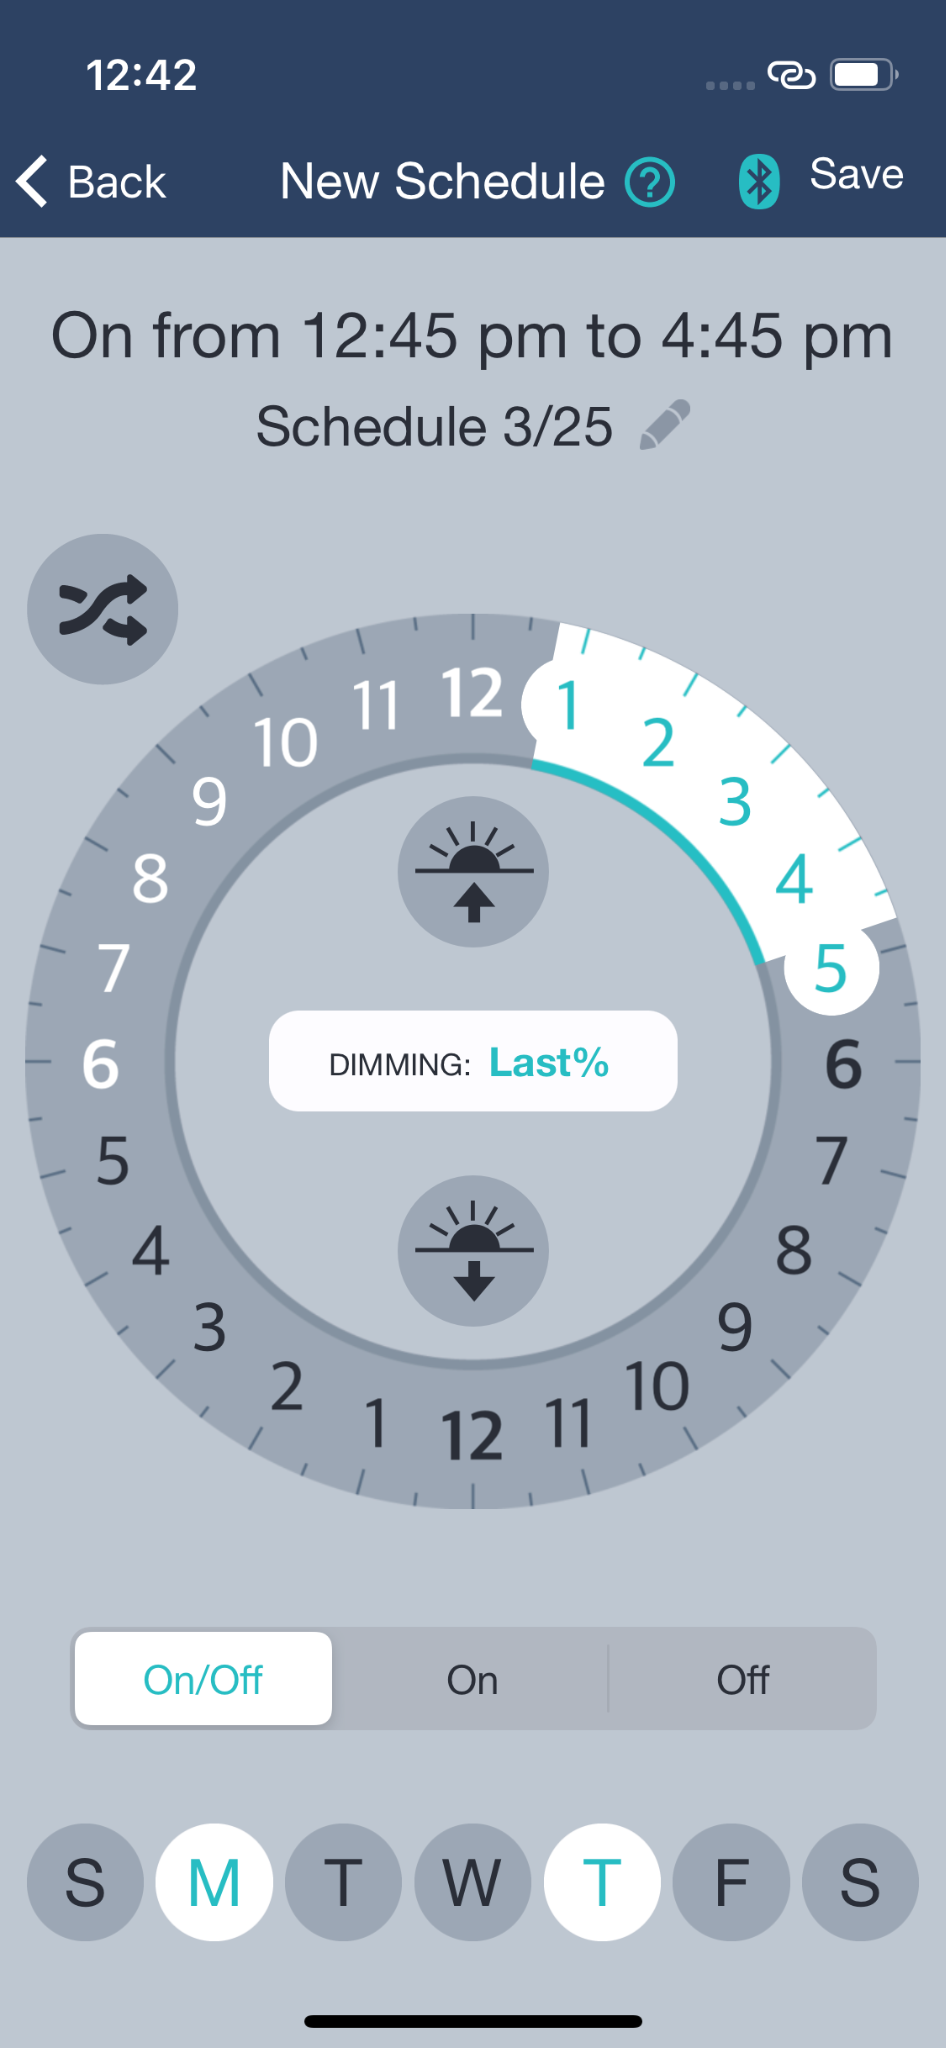 12:42
Back New Schedule ? Save
On from 12:45 pm to 4:45 pm
Schedule 3/25
12 1 2 3 4 5 6 7 8 9 10 11 12 1 2 3 4 5 6 7 8 9 10 11
DIMMING: Last%
On/Off On Off
S M T W T F S